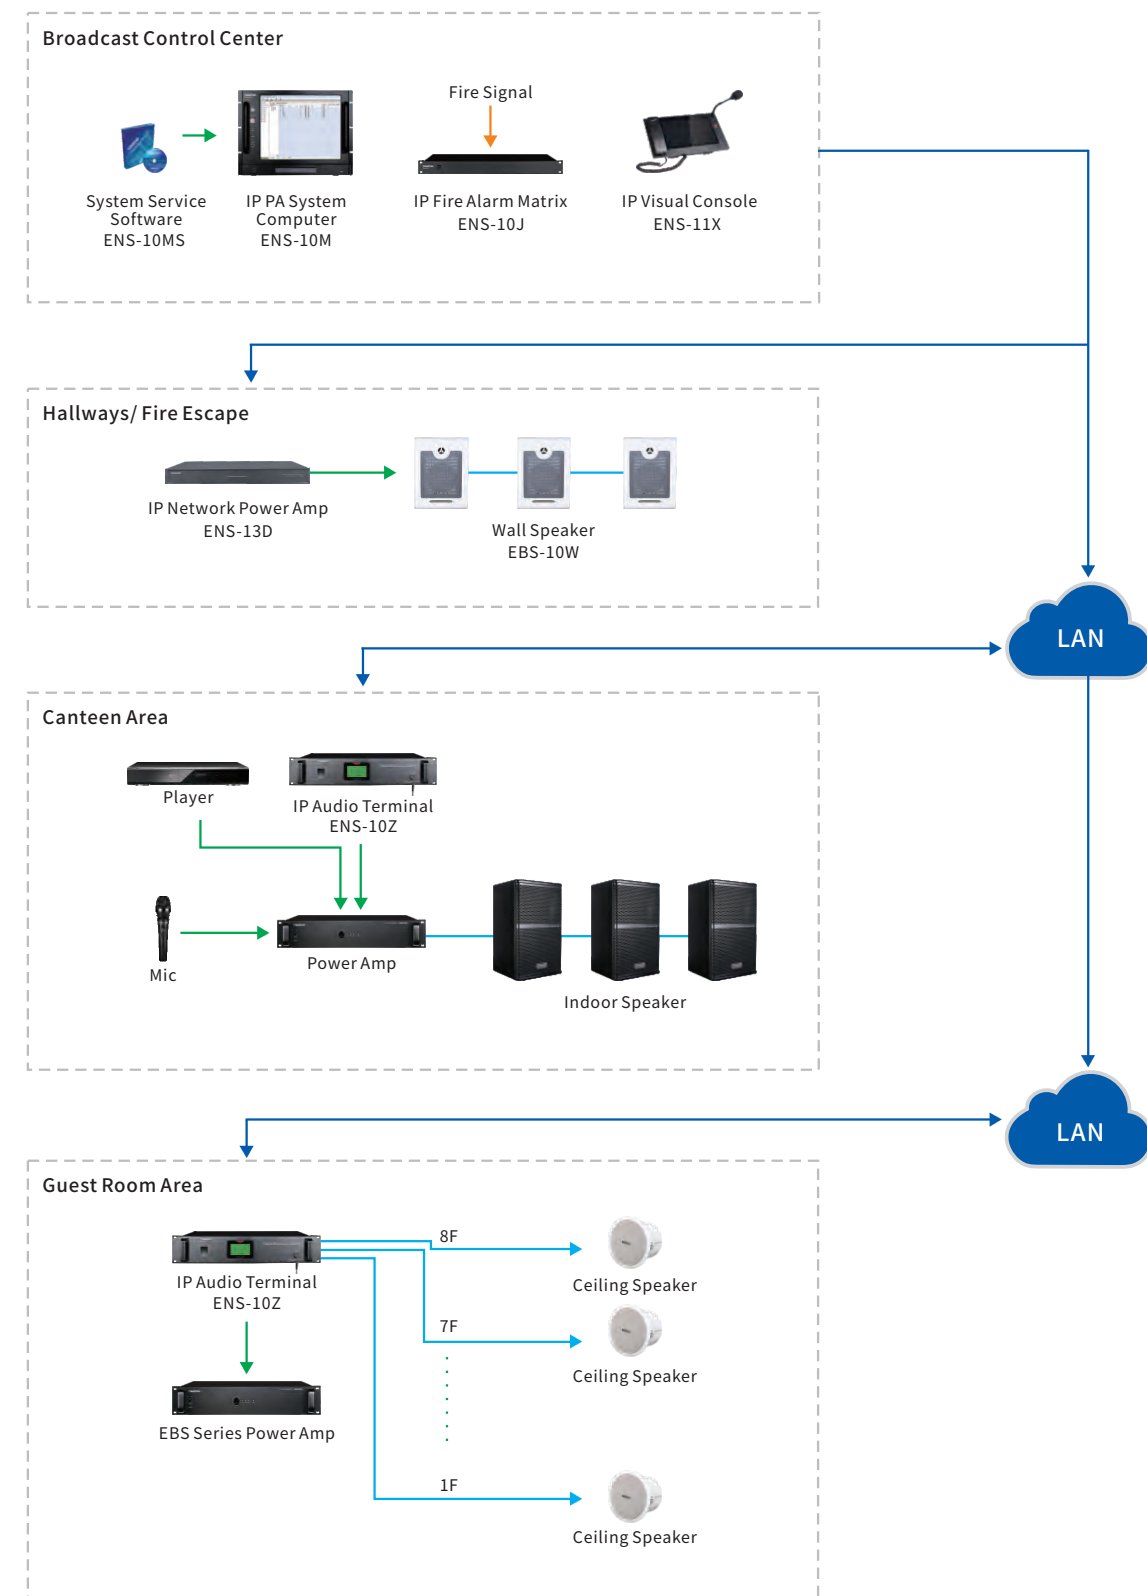 Broadcast Control Center
Fire Signal
System Service
Software
ENS-10MS
IP PA System
Computer
ENS-10M
IP Fire Alarm Matrix
ENS-10J
IP Visual Console
ENS-11X
Hallways/ Fire Escape
IP Network Power Amp
ENS-13D
Wall Speaker
EBS-10W
LAN
Canteen Area
Player
IP Audio Terminal
ENS-10Z
Mic
Power Amp
Indoor Speaker
LAN
Guest Room Area
IP Audio Terminal
ENS-10Z
EBS Series Power Amp
8F
Ceiling Speaker
7F
Ceiling Speaker
1F
Ceiling Speaker